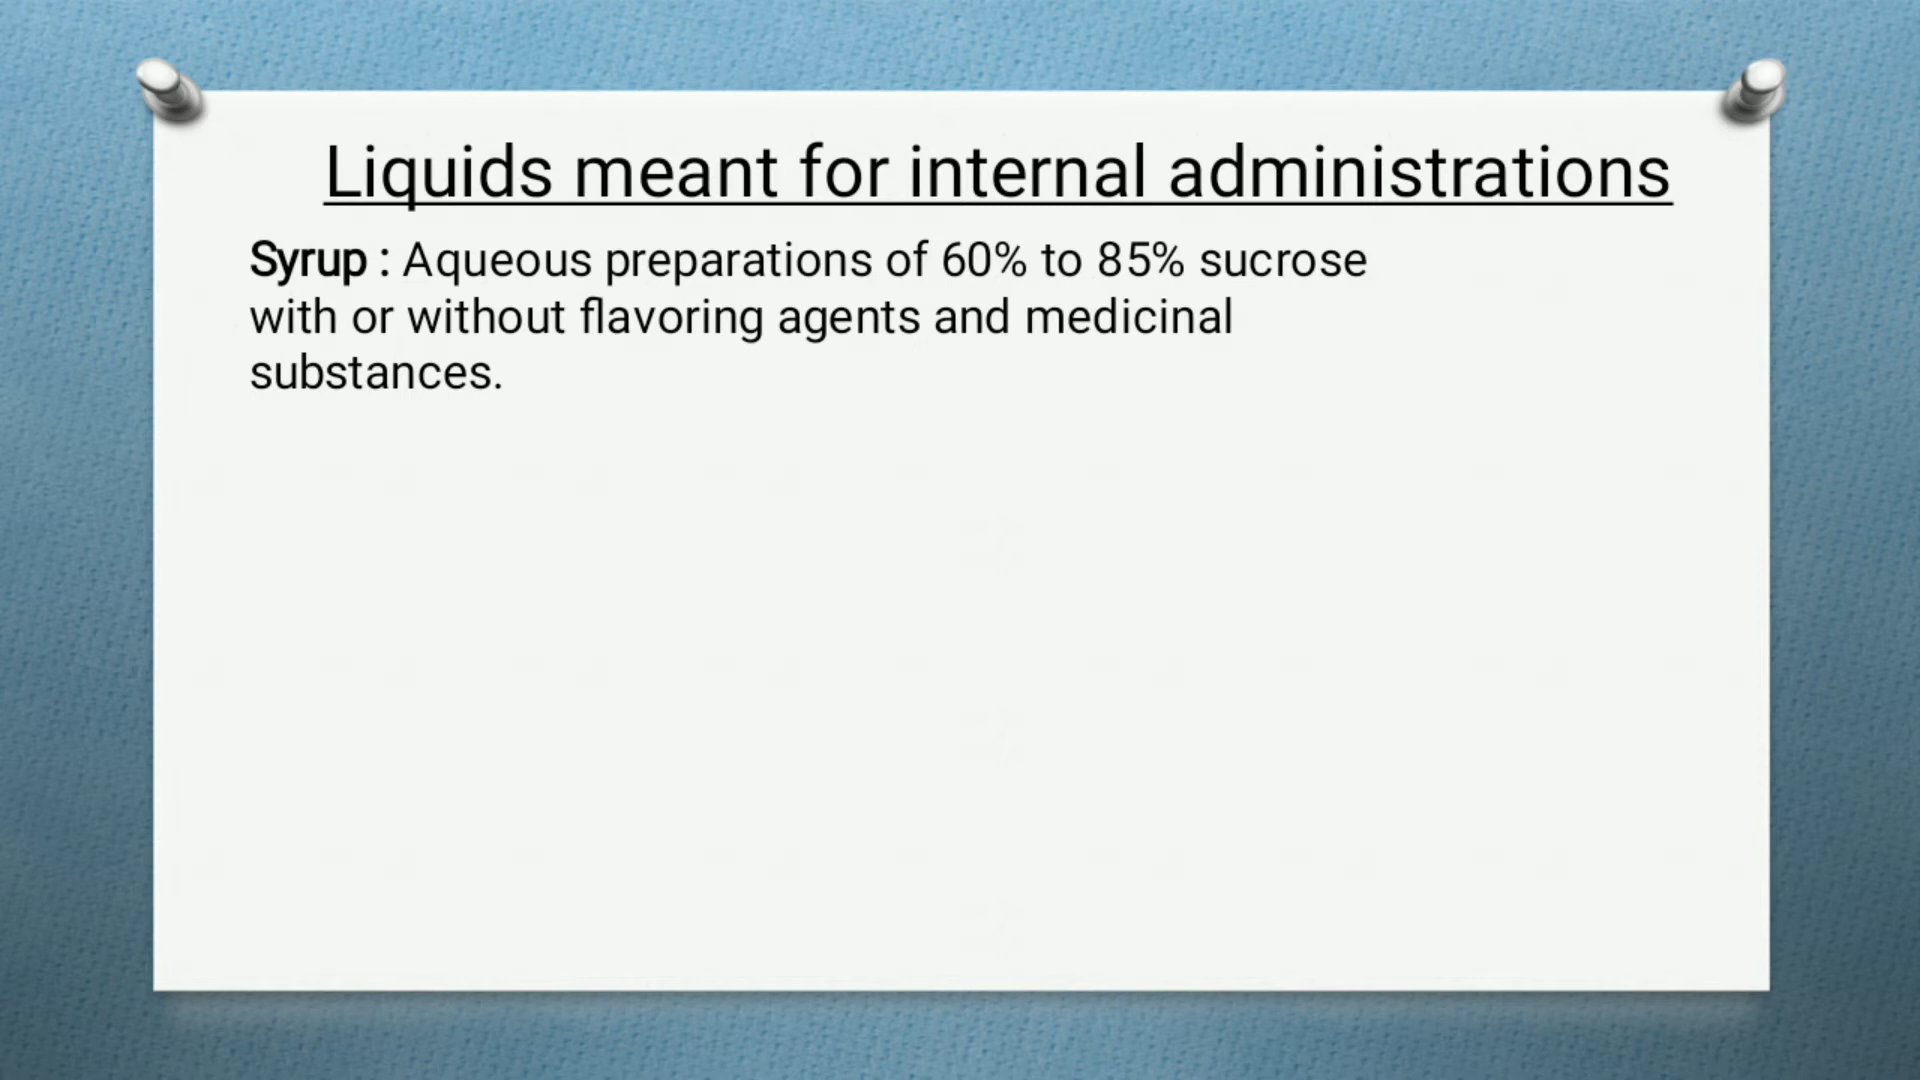 Liquids meant for internal administrations
Syrup : Aqueous preparations of 60% to 85% sucrose
with or without flavoring agents and medicinal
substances.